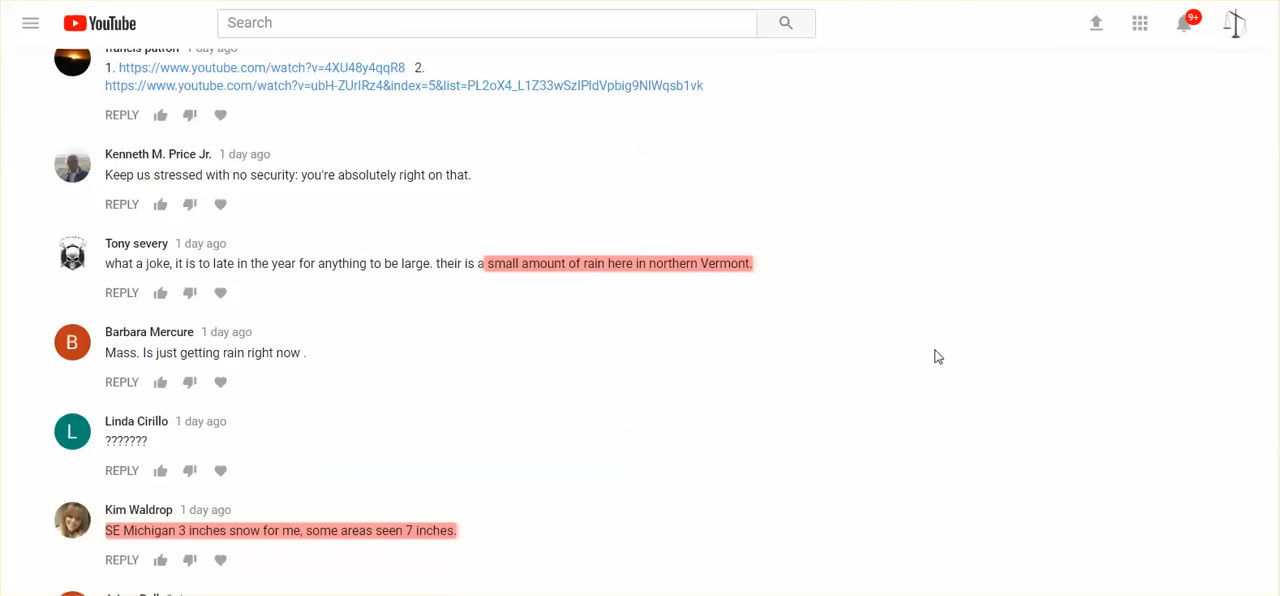 YouTube
Search
9+
francis patron 1 day ago
1. https://www.youtube.com/watch?v=4XU48y4qqR8 2.
https://www.youtube.com/watch?v=ubH-ZUrIRz4&index=5&list=PL2oX4_L1Z33wSzIPIdVpbig9NIWqsb1vk
REPLY
Kenneth M. Price Jr. 1 day ago
Keep us stressed with no security: you're absolutely right on that.
REPLY
Tony severy 1 day ago
what a joke, it is to late in the year for anything to be large. their is a small amount of rain here in northern Vermont.
REPLY
B
Barbara Mercure 1 day ago
Mass. Is just getting rain right now .
REPLY
L
Linda Cirillo 1 day ago
???????
REPLY
Kim Waldrop 1 day ago
SE Michigan 3 inches snow for me, some areas seen 7 inches.
REPLY